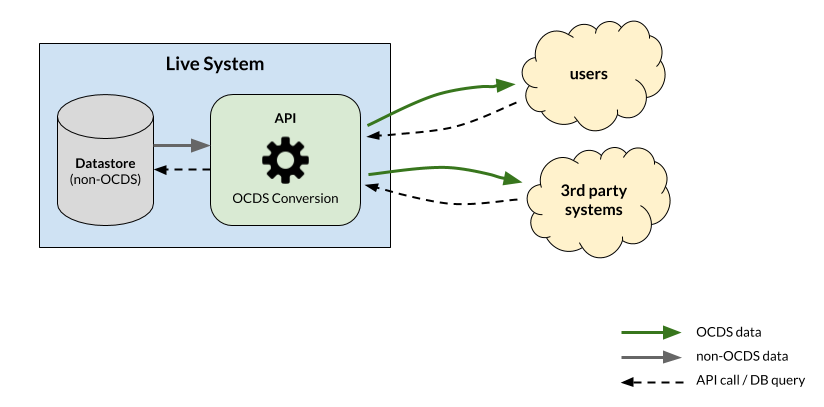 Live System
users
API
Datastore
(non-OCDS)
OCDS Conversion
3rd party
systems
OCDS data
non-OCDS data
API call / DB query